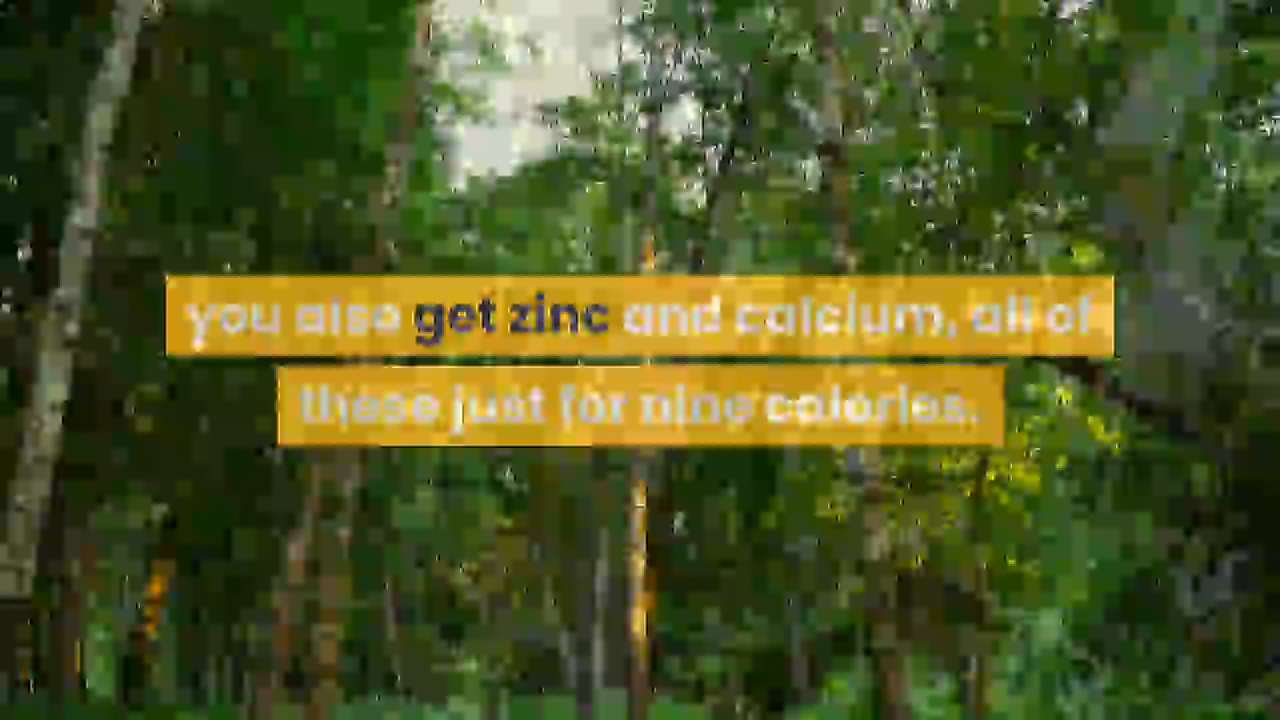 you also get zinc and calcium, all of
these just for nine calories.